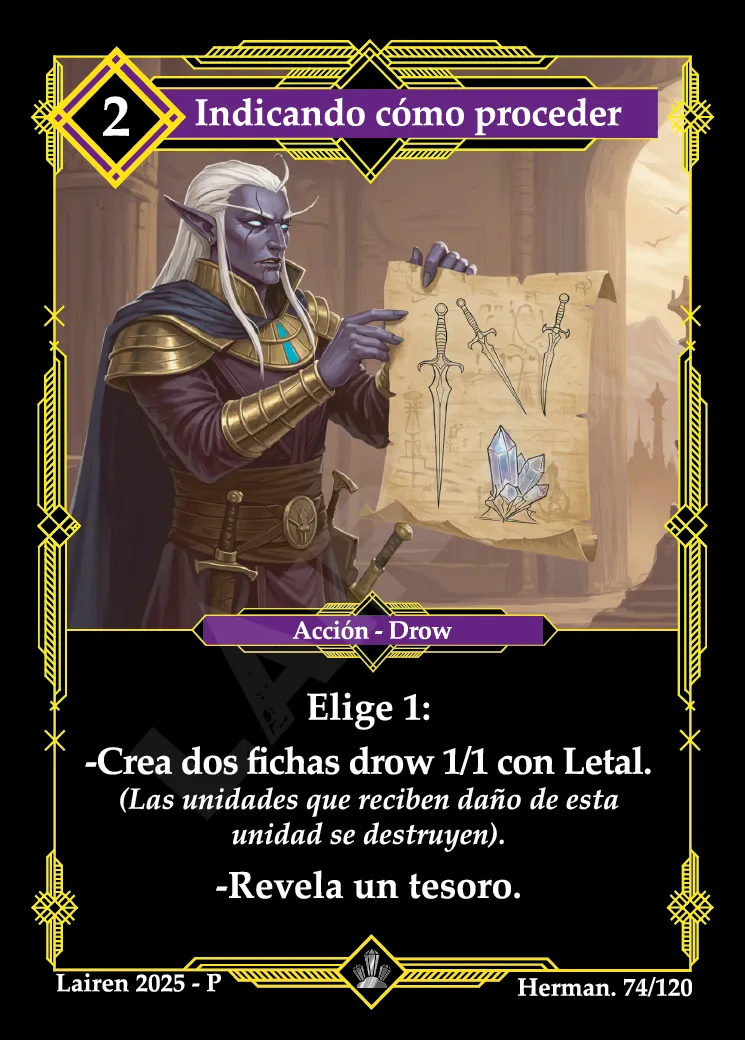 2
Indicando cómo proceder
Acción - Drow
Elige 1:
-Crea dos fichas drow 1/1 con Letal.
(Las unidades que reciben daño de esta
unidad se destruyen).
-Revela un tesoro.
Lairen 2025 - P
Herman. 74/120